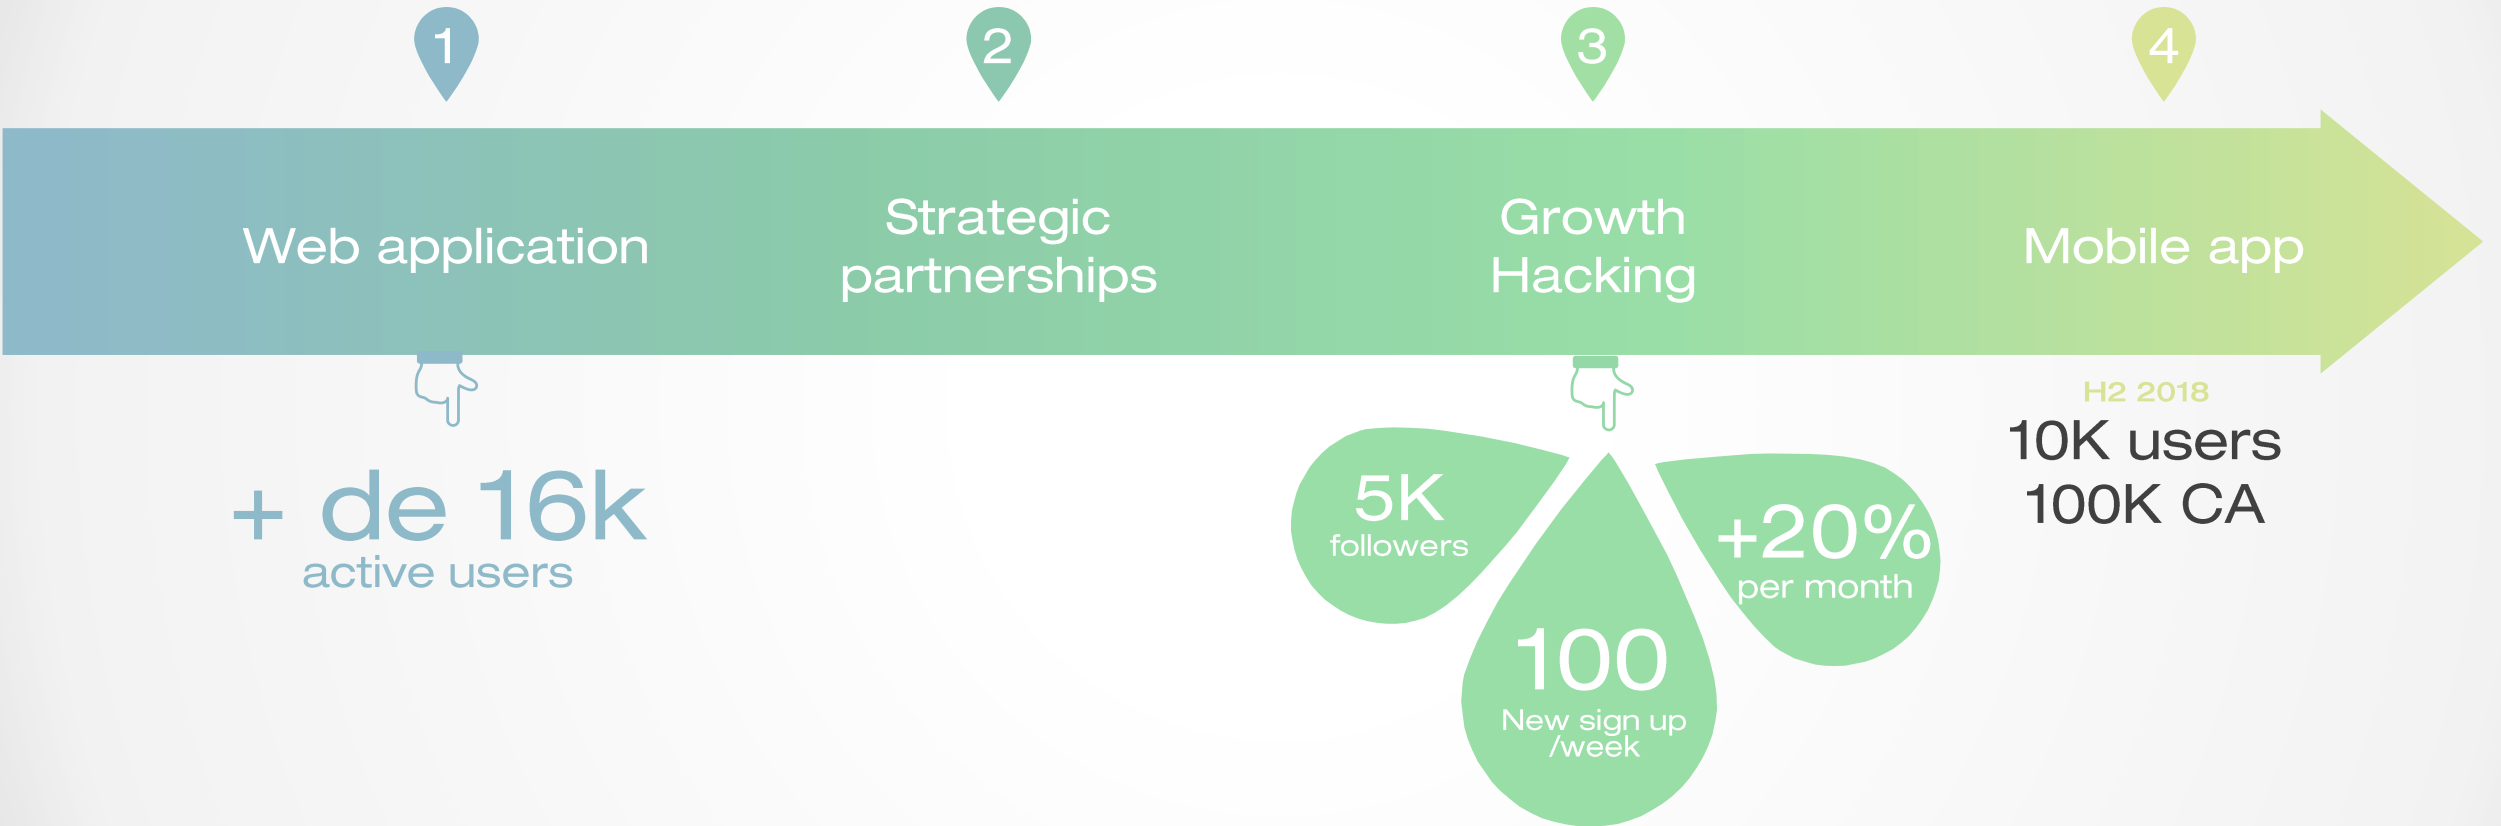 1
2
3
4
Web application
Strategic
partnerships
Growth
Hacking
Mobile app
+ de 16k
active users
5K
followers
100
New sign up
/week
+20%
per month
H2 2018
10K users
100K CA